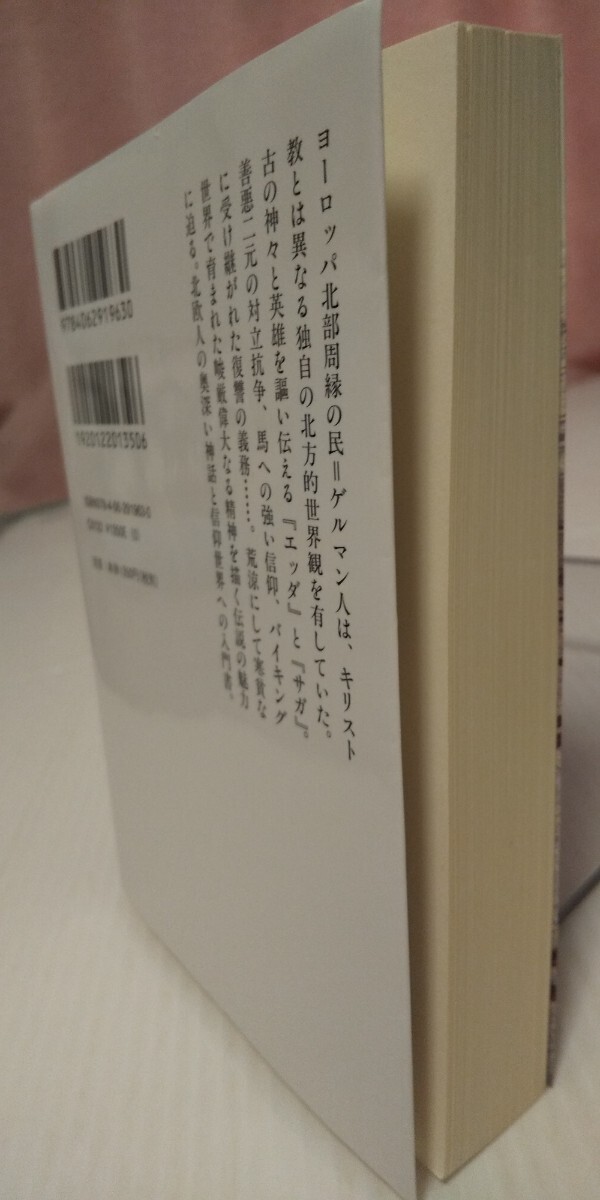 ヨーロッパ北部周縁の民＝ゲルマン人は、キリスト
教とは異なる独自の北方的世界観を有していた。
古の神々と英雄を謳い伝える『エッダ』と『サガ』。
善悪二元の対立抗争、馬への強い信仰、バイキング
に受け継がれた復讐の義務……。荒涼にして寒貧な
世界で育まれた峻厳偉大なる精神を描く伝説の魅力
に迫る。北欧人の奥深い神話と信仰世界への入門書。
9784062919630
1920122013506